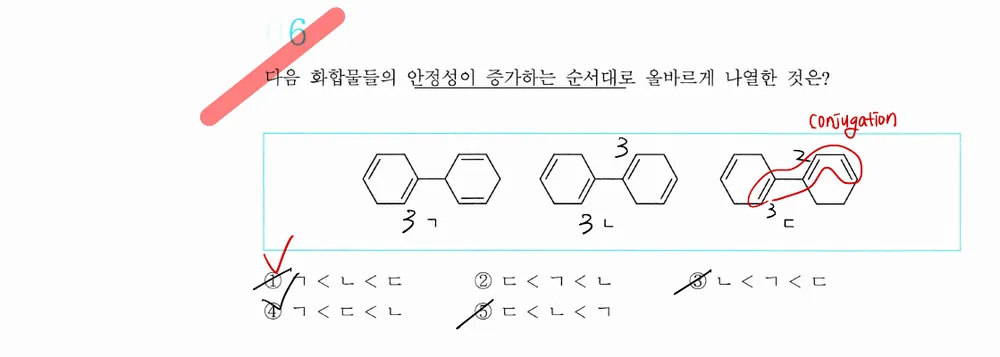 06
다음 화합물들의 안정성이 증가하는 순서대로 올바르게 나열한 것은?
conjugation
3 2
3 3 3
ㄱ ㄴ ㄷ
① ㄱ < ㄴ < ㄷ ② ㄷ < ㄱ < ㄴ ③ ㄴ < ㄱ < ㄷ
④ ㄱ < ㄷ < ㄴ ⑤ ㄷ < ㄴ < ㄱ